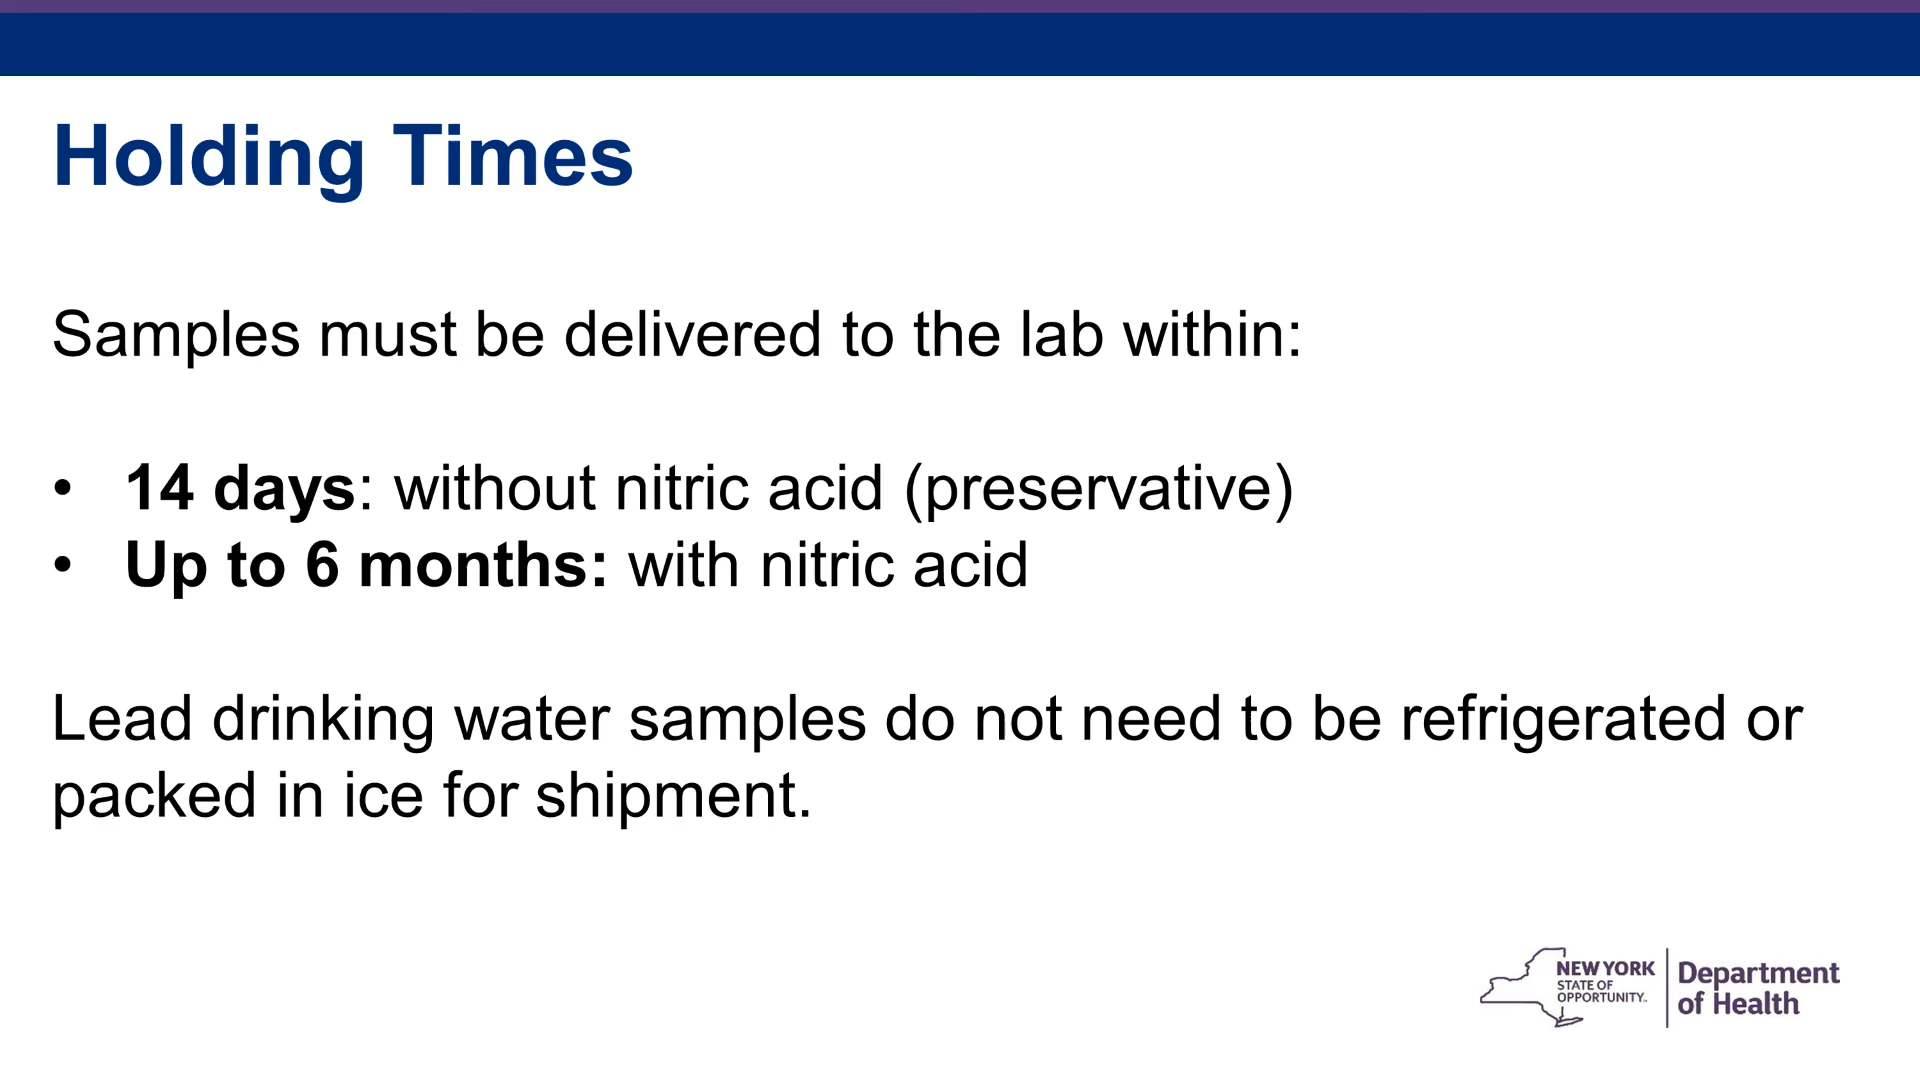 Holding Times
Samples must be delivered to the lab within:
• 14 days: without nitric acid (preservative)
• Up to 6 months: with nitric acid
Lead drinking water samples do not need to be refrigerated or
packed in ice for shipment.
NEW YORK
STATE OF
OPPORTUNITY™
Department
of Health